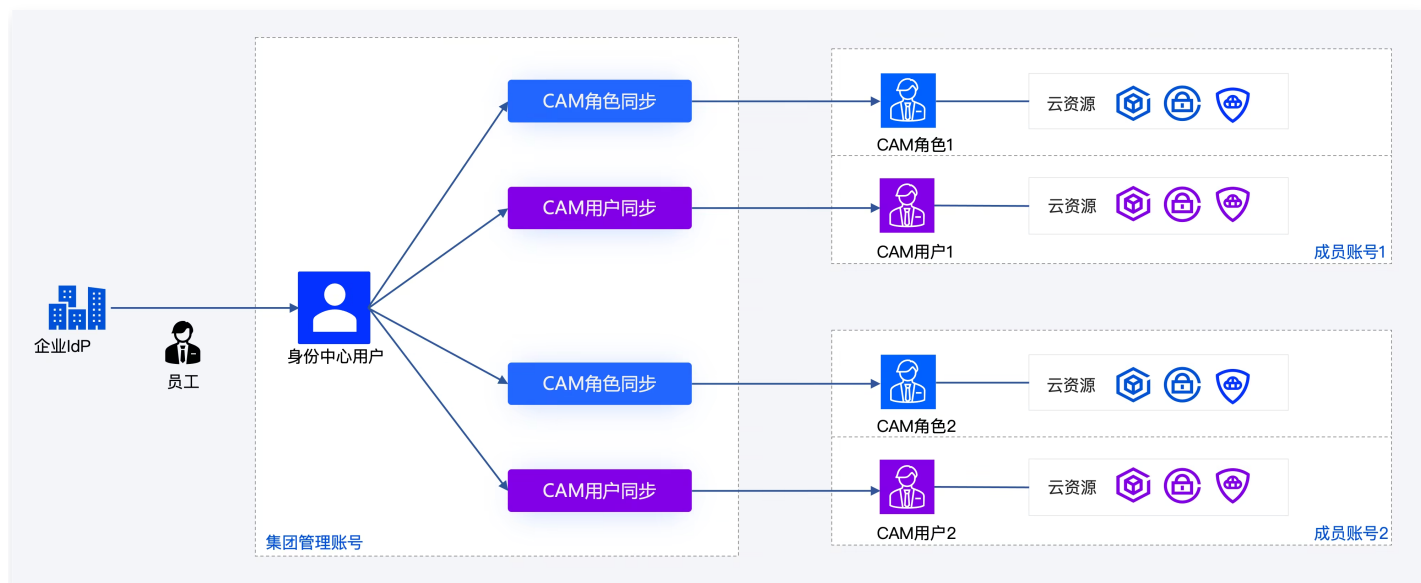 企业IdP
员工
身份中心用户
集团管理账号
CAM角色同步
CAM用户同步
CAM角色同步
CAM用户同步
CAM角色1
云资源
CAM用户1
云资源
成员账号1
CAM角色2
云资源
CAM用户2
云资源
成员账号2